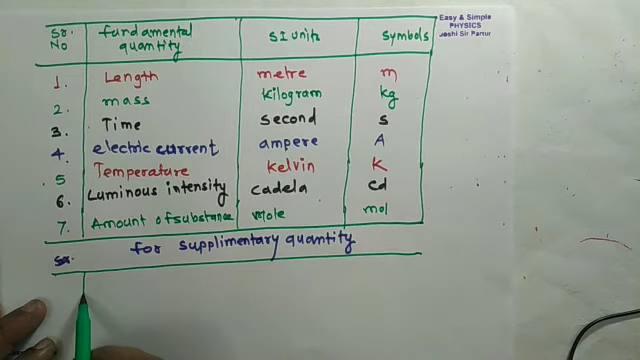 Easy & Simple
PHYSICS
Joshi Sir Partur
Sr. No fundamental quantity SI units symbols
1. Length metre m
2. mass kilogram kg
3. Time second s
4. electric current ampere A
5 Temperature kelvin K
6. Luminous intensity cadela cd
7. Amount of substance mole mol
for supplimentary quantity
Sr.